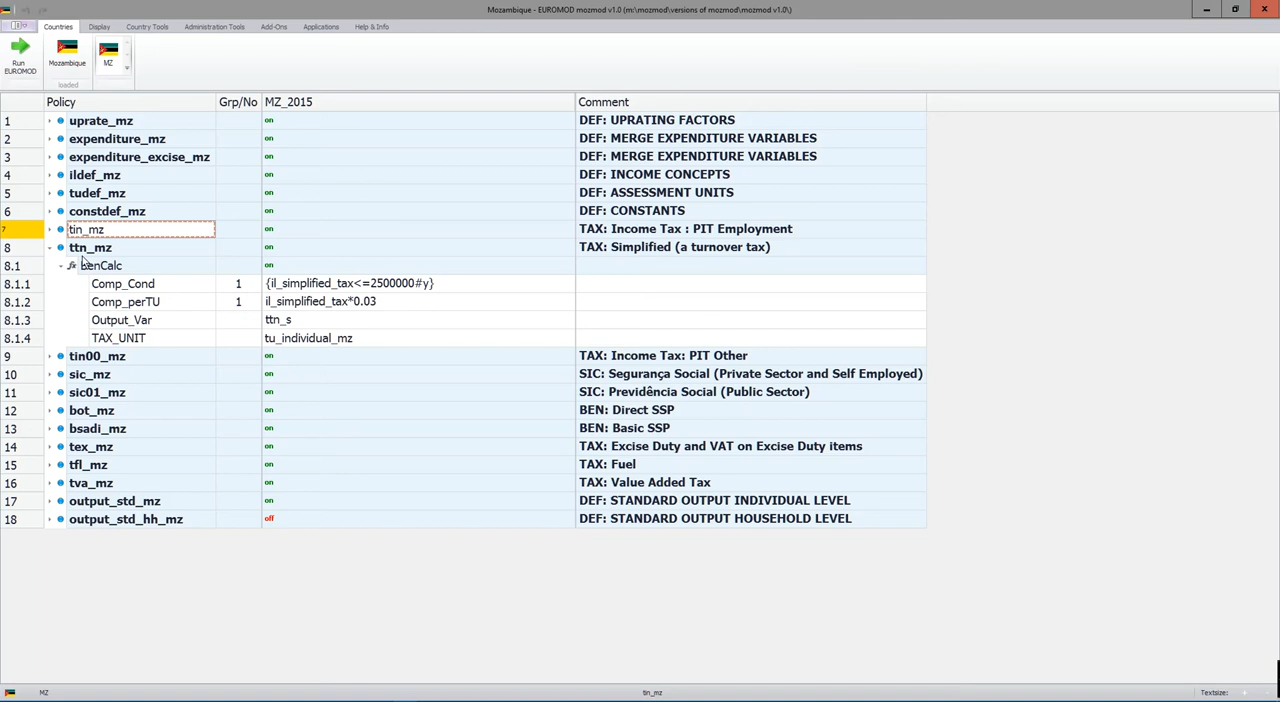 Mozambique - EUROMOD mozmod v1.0 (m:\mozmod\versions of mozmod\mozmod v1.0\)
Countries Display Country Tools Administration Tools Add-Ons Applications Help & Info
Run EUROMOD
Mozambique
MZ
loaded
Policy Grp/No MZ_2015 Comment
1 uprate_mz on DEF: UPRATING FACTORS
2 expenditure_mz on DEF: MERGE EXPENDITURE VARIABLES
3 expenditure_excise_mz on DEF: MERGE EXPENDITURE VARIABLES
4 ildef_mz on DEF: INCOME CONCEPTS
5 tudef_mz on DEF: ASSESSMENT UNITS
6 constdef_mz on DEF: CONSTANTS
7 tin_mz on TAX: Income Tax : PIT Employment
8 ttn_mz on TAX: Simplified (a turnover tax)
8.1 fx BenCalc on
8.1.1 Comp_Cond 1 {il_simplified_tax<=2500000#y}
8.1.2 Comp_perTU 1 il_simplified_tax*0.03
8.1.3 Output_Var ttn_s
8.1.4 TAX_UNIT tu_individual_mz
9 tin00_mz on TAX: Income Tax: PIT Other
10 sic_mz on SIC: Segurança Social (Private Sector and Self Employed)
11 sic01_mz on SIC: Previdência Social (Public Sector)
12 bot_mz on BEN: Direct SSP
13 bsadi_mz on BEN: Basic SSP
14 tex_mz on TAX: Excise Duty and VAT on Excise Duty items
15 tfl_mz on TAX: Fuel
16 tva_mz on TAX: Value Added Tax
17 output_std_mz on DEF: STANDARD OUTPUT INDIVIDUAL LEVEL
18 output_std_hh_mz off DEF: STANDARD OUTPUT HOUSEHOLD LEVEL
MZ tin_mz Textsize: + -